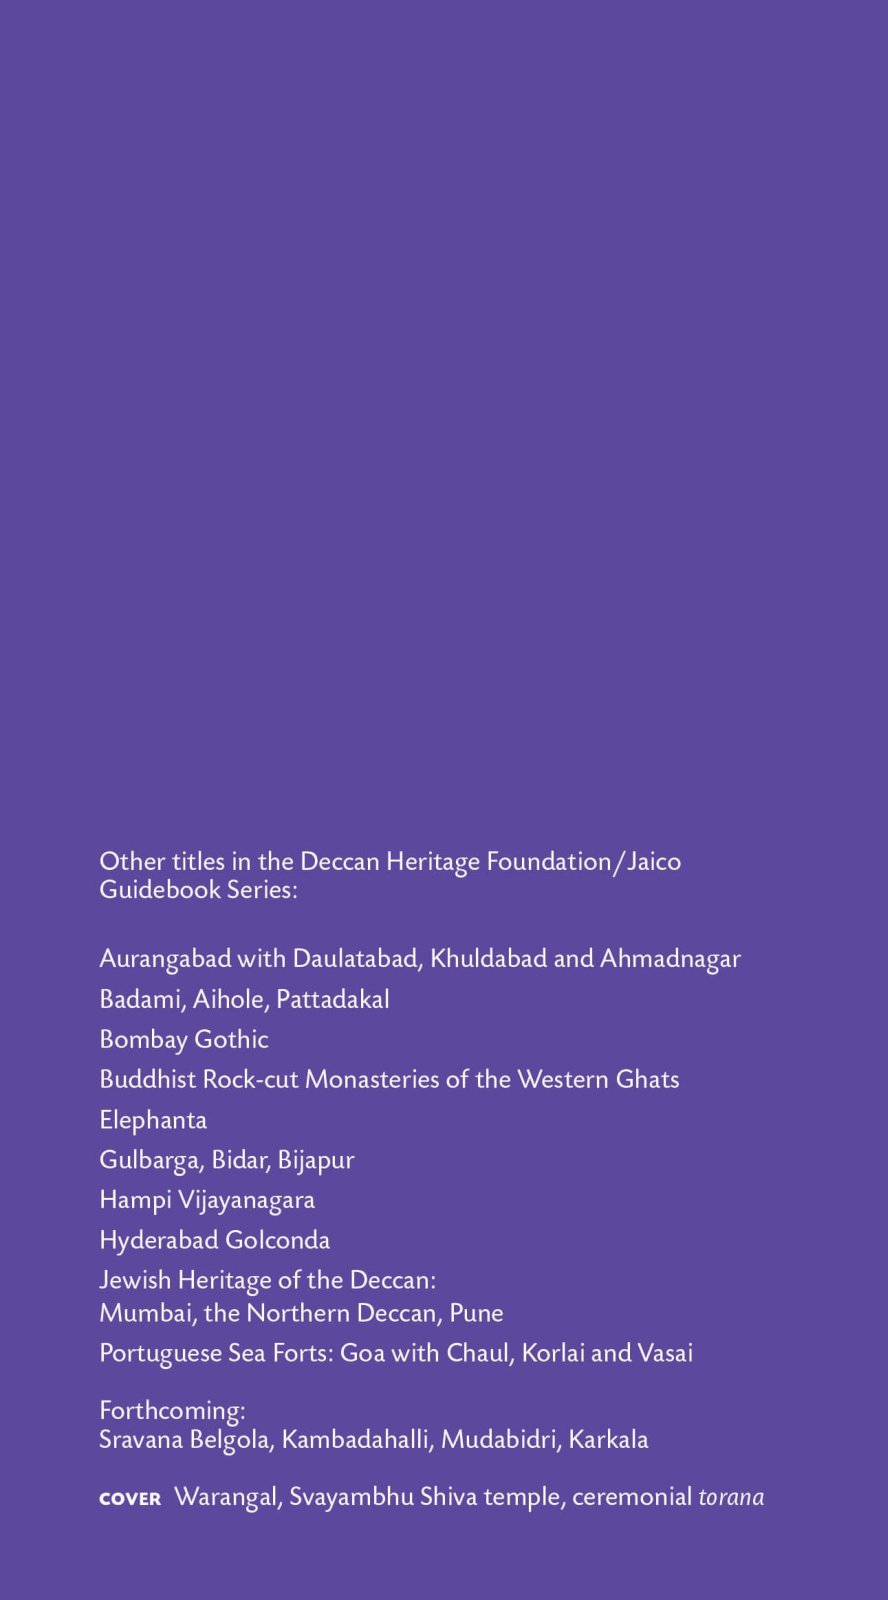 Other titles in the Deccan Heritage Foundation/Jaico
Guidebook Series:
Aurangabad with Daulatabad, Khuldabad and Ahmadnagar
Badami, Aihole, Pattadakal
Bombay Gothic
Buddhist Rock-cut Monasteries of the Western Ghats
Elephanta
Gulbarga, Bidar, Bijapur
Hampi Vijayanagara
Hyderabad Golconda
Jewish Heritage of the Deccan:
Mumbai, the Northern Deccan, Pune
Portuguese Sea Forts: Goa with Chaul, Korlai and Vasai
Forthcoming:
Sravana Belgola, Kambadahalli, Mudabidri, Karkala
COVER Warangal, Svayambhu Shiva temple, ceremonial torana